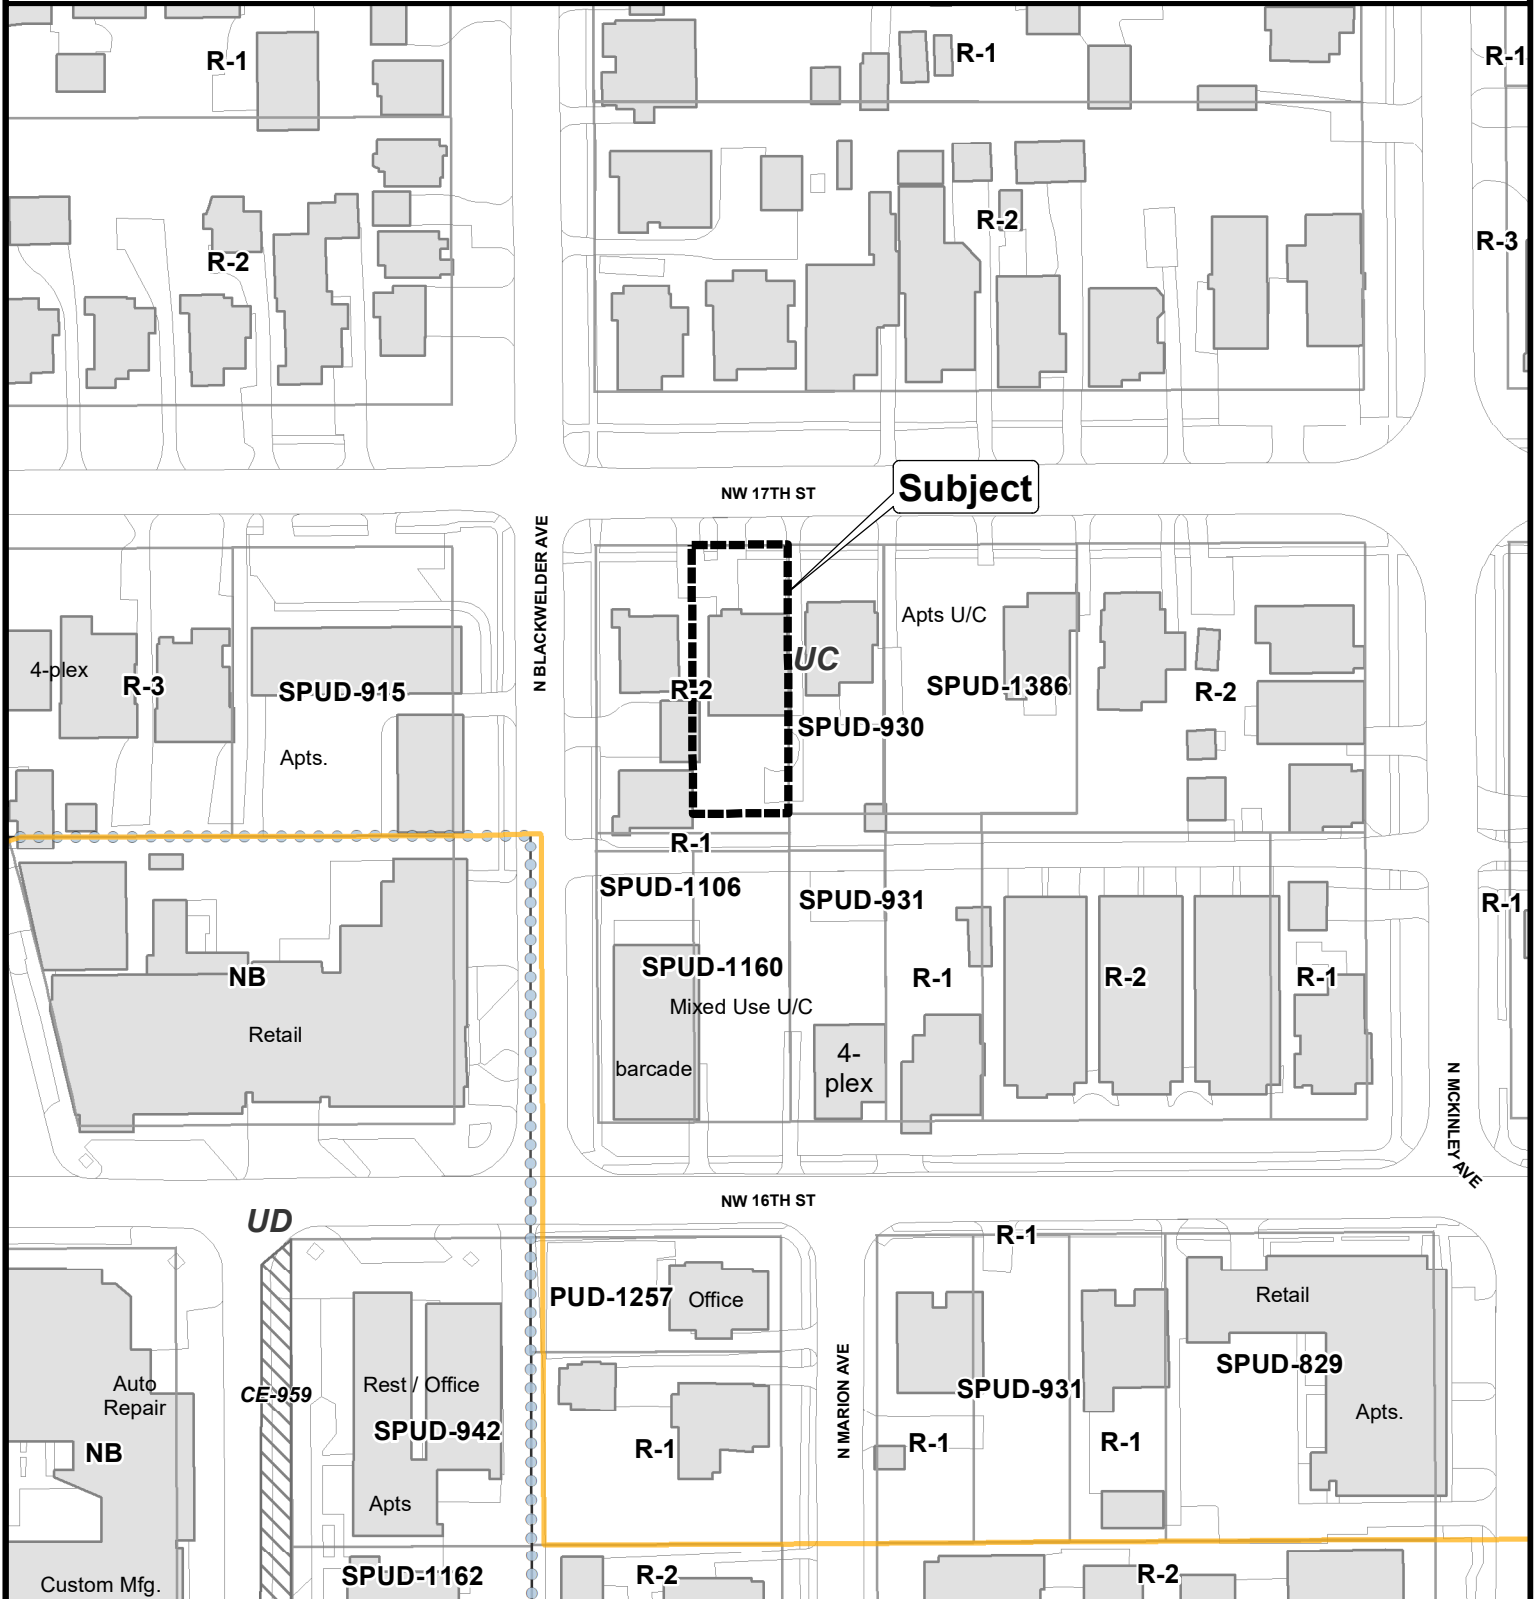 R-1
R-1
R-1
R-2
R-2
R-3
NW 17TH ST
Subject
N BLACKWELDER AVE
4-plex
R-3
SPUD-915
Apts.
R-2
UC
SPUD-930
Apts U/C
SPUD-1386
R-2
R-1
SPUD-1106
SPUD-931
R-1
NB
Retail
SPUD-1160
Mixed Use U/C
barcade
4-
plex
R-1
R-2
R-1
N MCKINLEY AVE
NW 16TH ST
UD
R-1
PUD-1257
Office
Retail
SPUD-829
Apts.
Auto
Repair
NB
CE-959
Rest / Office
SPUD-942
Apts
N MARION AVE
SPUD-931
R-1
R-1
R-1
Custom Mfg.
SPUD-1162
R-2
R-2